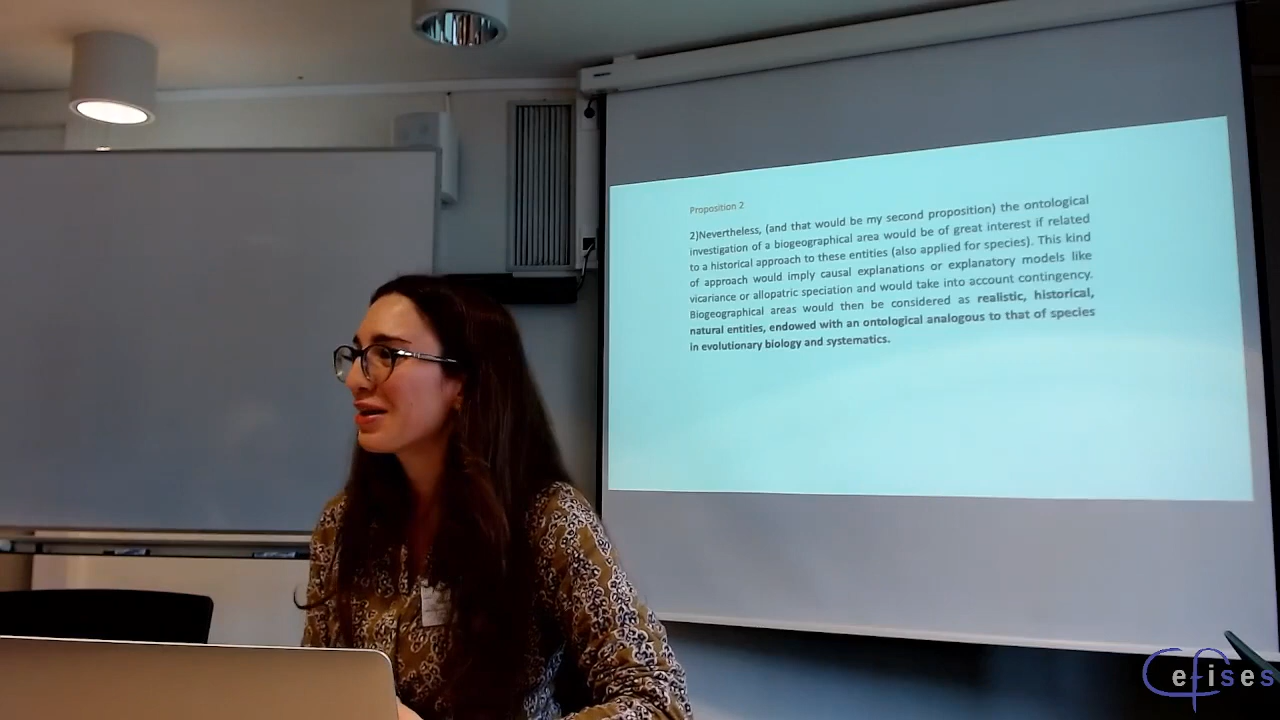 Proposition 2
2)Nevertheless, (and that would be my second proposition) the ontological
investigation of a biogeographical area would be of great interest if related
to a historical approach to these entities (also applied for species). This kind
of approach would imply causal explanations or explanatory models like
vicariance or allopatric speciation and would take into account contingency.
Biogeographical areas would then be considered as realistic, historical,
natural entities, endowed with an ontological analogous to that of species
in evolutionary biology and systematics.
Cefises